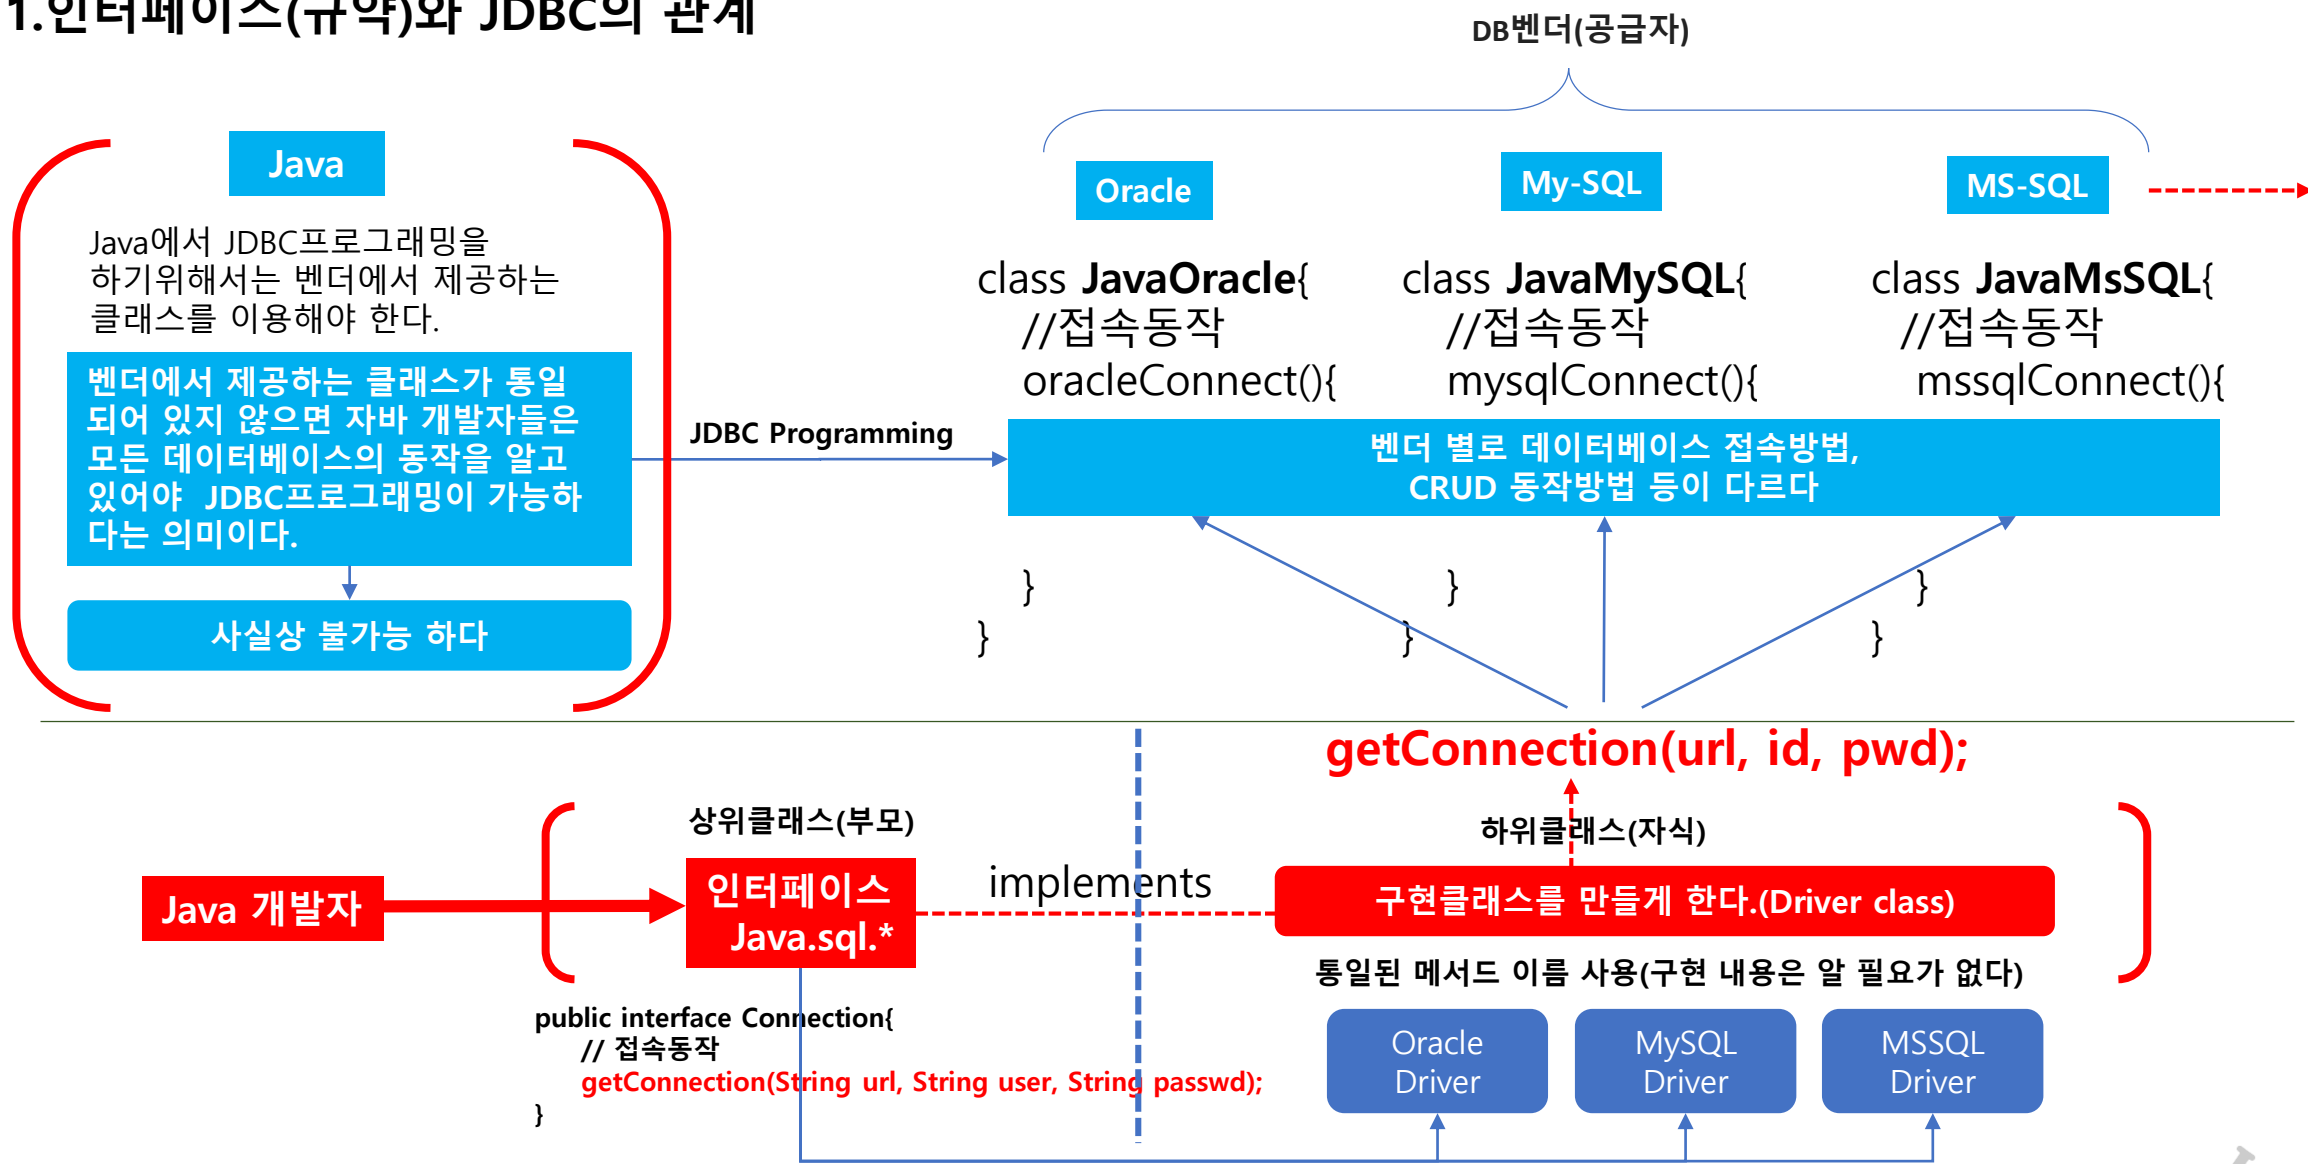 1.인터페이스(규약)와 JDBC의 관계
DB벤더(공급자)
Java
Oracle
My-SQL
MS-SQL
Java에서 JDBC프로그래밍을
하기위해서는 벤더에서 제공하는
클래스를 이용해야 한다.
벤더에서 제공하는 클래스가 통일
되어 있지 않으면 자바 개발자들은
모든 데이터베이스의 동작을 알고
있어야 JDBC프로그래밍이 가능하
다는 의미이다.
사실상 불가능 하다
JDBC Programming
class JavaOracle{
//접속동작
oracleConnect(){
}
}
class JavaMySQL{
//접속동작
mysqlConnect(){
}
}
class JavaMsSQL{
//접속동작
mssqlConnect(){
}
}
벤더 별로 데이터베이스 접속방법,
CRUD 동작방법 등이 다르다
getConnection(url, id, pwd);
상위클래스(부모)
하위클래스(자식)
Java 개발자
인터페이스
Java.sql.*
implements
구현클래스를 만들게 한다.(Driver class)
통일된 메서드 이름 사용(구현 내용은 알 필요가 없다)
public interface Connection{
// 접속동작
getConnection(String url, String user, String passwd);
}
Oracle
Driver
MySQL
Driver
MSSQL
Driver